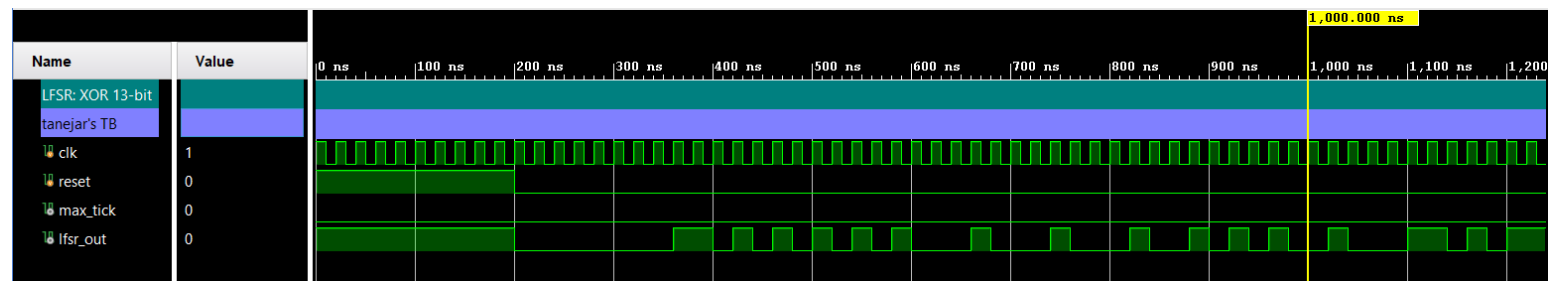 1,000.000 ns
Name Value
0 ns 100 ns 200 ns 300 ns 400 ns 500 ns 600 ns 700 ns 800 ns 900 ns 1,000 ns 1,100 ns 1,200
LFSR: XOR 13-bit
tanejar's TB
clk 1
reset 0
max_tick 0
lfsr_out 0